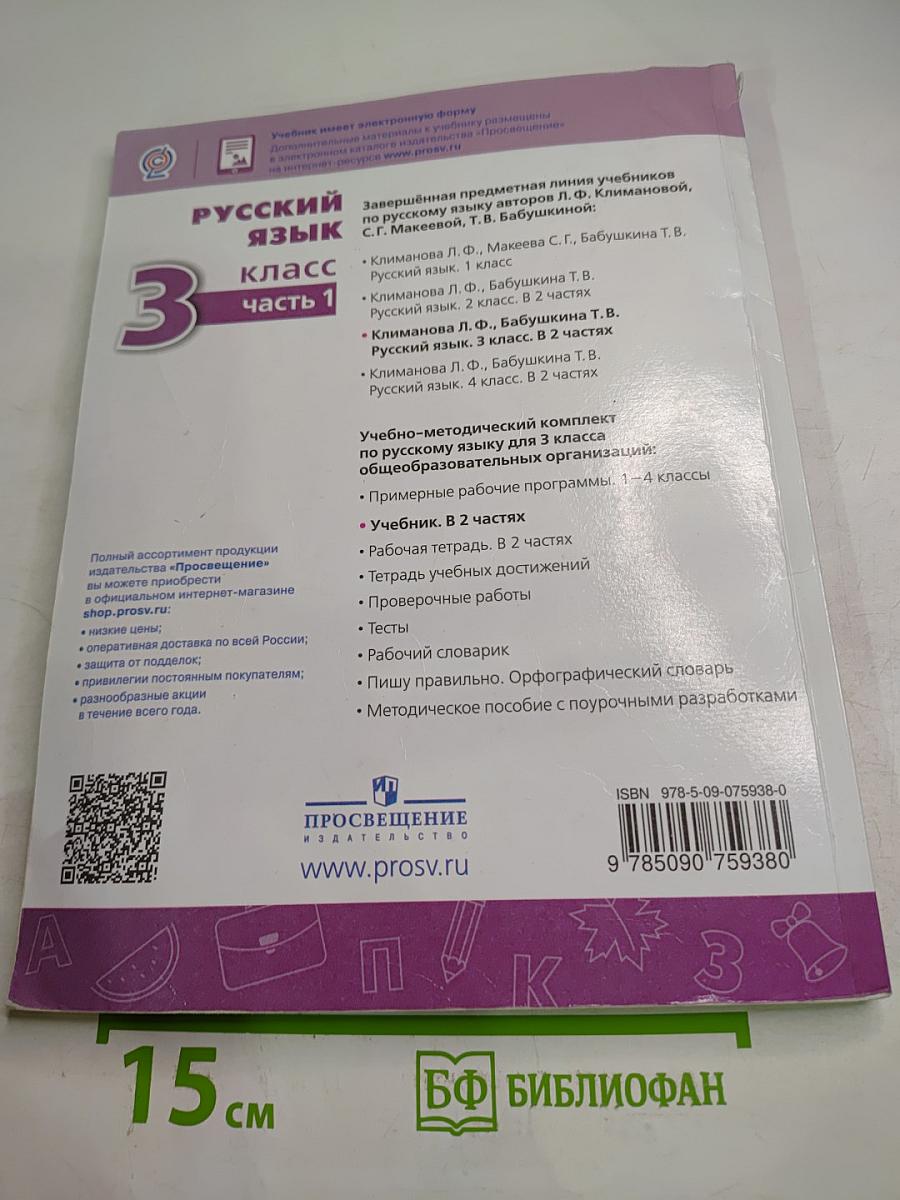 Учебник имеет электронную форму
Дополнительные материалы к учебнику размещены
в электронном каталоге издательства «Просвещение»
на интернет-ресурсе www.prosv.ru
РУССКИЙ
ЯЗЫК
3
класс
часть 1
Завершённая предметная линия учебников
по русскому языку авторов Л. Ф. Климановой,
С. Г. Макеевой, Т. В. Бабушкиной:
• Климанова Л. Ф., Макеева С. Г., Бабушкина Т. В.
Русский язык. 1 класс
• Климанова Л. Ф., Бабушкина Т. В.
Русский язык. 2 класс. В 2 частях
• Климанова Л. Ф., Бабушкина Т. В.
Русский язык. 3 класс. В 2 частях
• Климанова Л. Ф., Бабушкина Т. В.
Русский язык. 4 класс. В 2 частях
Учебно-методический комплект
по русскому языку для 3 класса
общеобразовательных организаций:
• Примерные рабочие программы. 1–4 классы
• Учебник. В 2 частях
• Рабочая тетрадь. В 2 частях
• Тетрадь учебных достижений
• Проверочные работы
• Тесты
• Рабочий словарик
• Пишу правильно. Орфографический словарь
• Методическое пособие с поурочными разработками
Полный ассортимент продукции
издательства «Просвещение»
вы можете приобрести
в официальном интернет-магазине
shop.prosv.ru:
• низкие цены;
• оперативная доставка по всей России;
• защита от подделок;
• привилегии постоянным покупателям;
• разнообразные акции
в течение всего года.
ПРОСВЕЩЕНИЕ
ИЗДАТЕЛЬСТВО
www.prosv.ru
ISBN 978-5-09-075938-0
9 785090 759380
А П К З
15 см
БФ БИБЛИОФАН